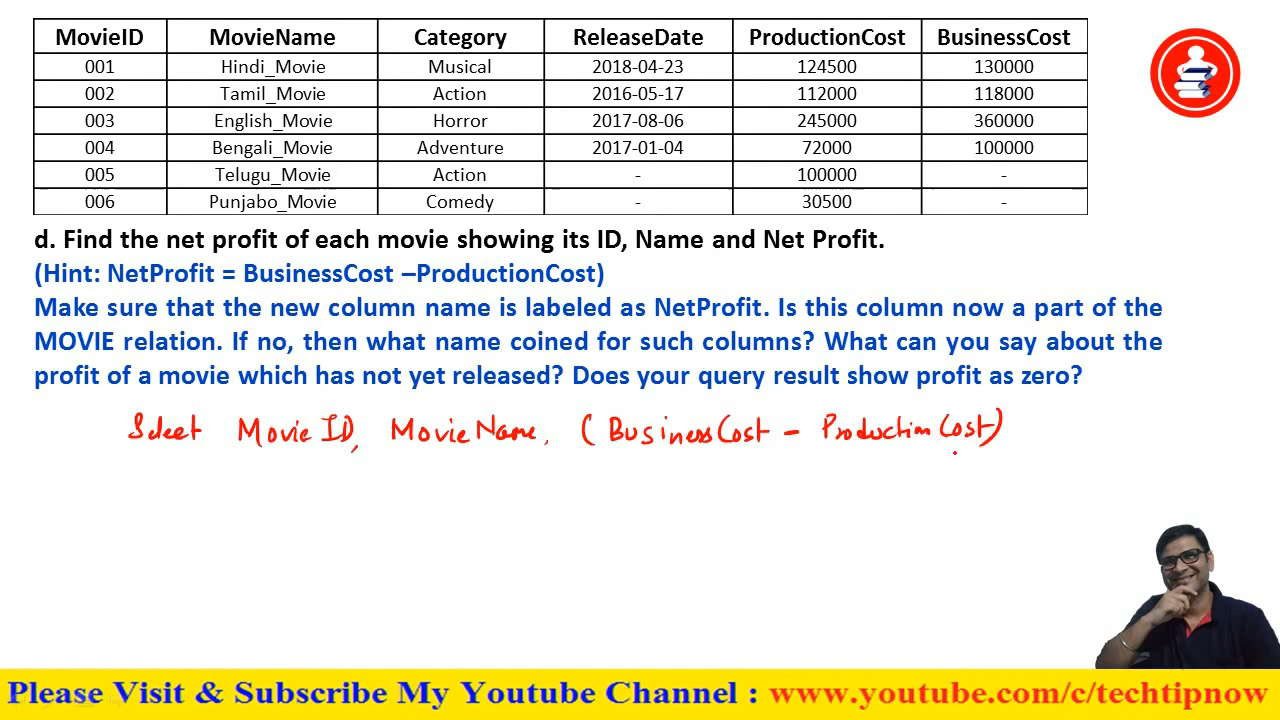 MovieID MovieName Category ReleaseDate ProductionCost BusinessCost
001 Hindi_Movie Musical 2018-04-23 124500 130000
002 Tamil_Movie Action 2016-05-17 112000 118000
003 English_Movie Horror 2017-08-06 245000 360000
004 Bengali_Movie Adventure 2017-01-04 72000 100000
005 Telugu_Movie Action - 100000 -
006 Punjabo_Movie Comedy - 30500 -
d. Find the net profit of each movie showing its ID, Name and Net Profit.
(Hint: NetProfit = BusinessCost –ProductionCost)
Make sure that the new column name is labeled as NetProfit. Is this column now a part of the
MOVIE relation. If no, then what name coined for such columns? What can you say about the
profit of a movie which has not yet released? Does your query result show profit as zero?
Select MovieID, MovieName, (BusinessCost - ProductionCost)
Please Visit & Subscribe My Youtube Channel : www.youtube.com/c/techtipnow